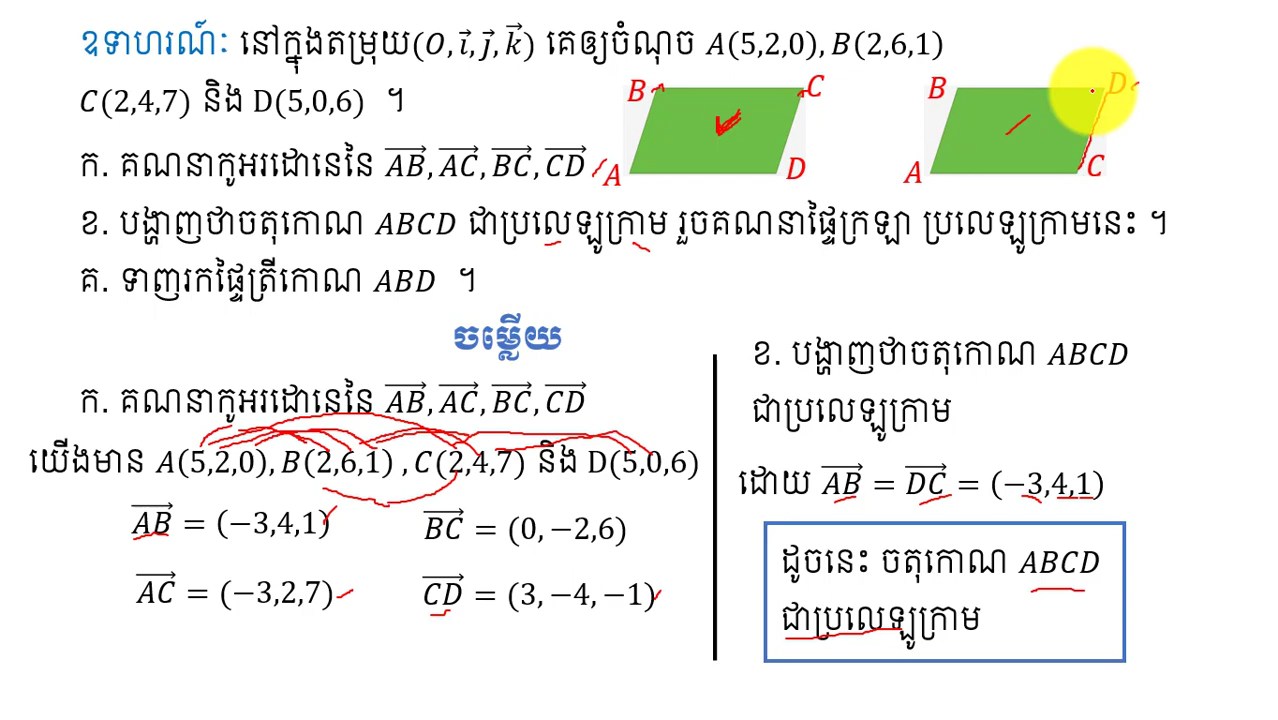 ឧទាហរណ៍: នៅក្នុងតម្រុយ(O, i⃗, j⃗, k⃗) គេឲ្យចំណុច A(5,2,0), B(2,6,1)
C(2,4,7) និង D(5,0,6) ។
B C
A D
B D
A C
ក. គណនាកូអរដោនេនៃ AB⃗, AC⃗, BC⃗, CD⃗
ខ. បង្ហាញថាចតុកោណ ABCD ជាប្រលេឡូក្រាម រួចគណនាផ្ទៃក្រឡា ប្រលេឡូក្រាមនេះ ។
គ. ទាញរកផ្ទៃត្រីកោណ ABD ។
ចម្លើយ
ក. គណនាកូអរដោនេនៃ AB⃗, AC⃗, BC⃗, CD⃗
យើងមាន A(5,2,0), B(2,6,1) , C(2,4,7) និង D(5,0,6)
AB⃗ = (−3,4,1) BC⃗ = (0, −2,6)
AC⃗ = (−3,2,7) CD⃗ = (3, −4, −1)
ខ. បង្ហាញថាចតុកោណ ABCD
ជាប្រលេឡូក្រាម
ដោយ AB⃗ = DC⃗ = (−3,4,1)
ដូចនេះ ចតុកោណ ABCD
ជាប្រលេឡូក្រាម